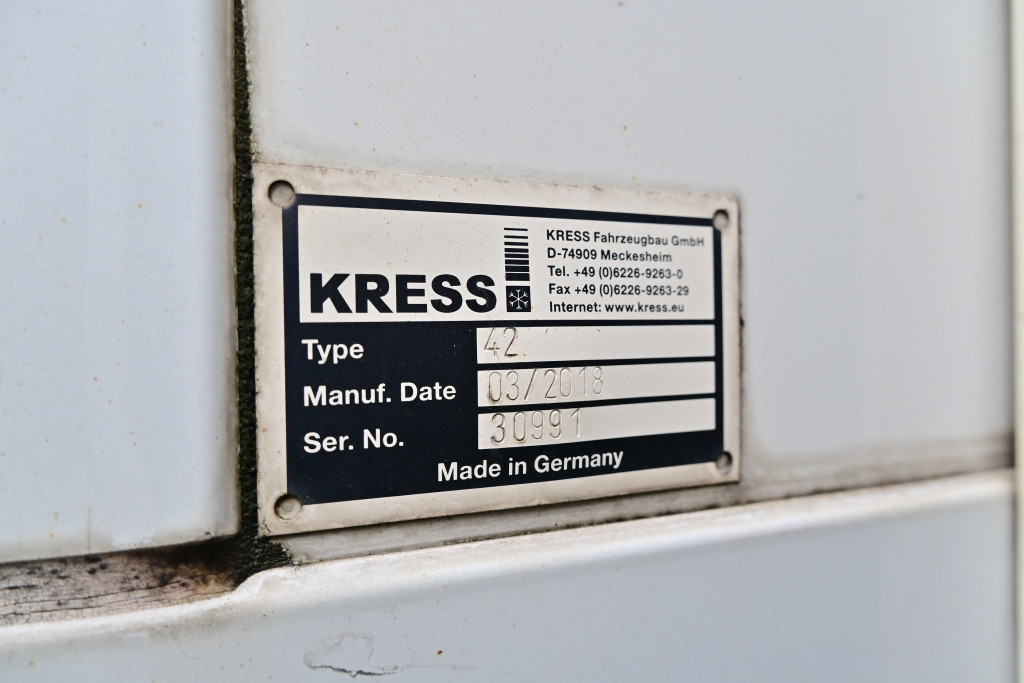 KRESS
KRESS Fahrzeugbau GmbH
D-74909 Meckesheim
Tel. +49 (0)6226-9263-0
Fax +49 (0)6226-9263-29
Internet: www.kress.eu
Type 42
Manuf. Date 03/2018
Ser. No. 30991
Made in Germany